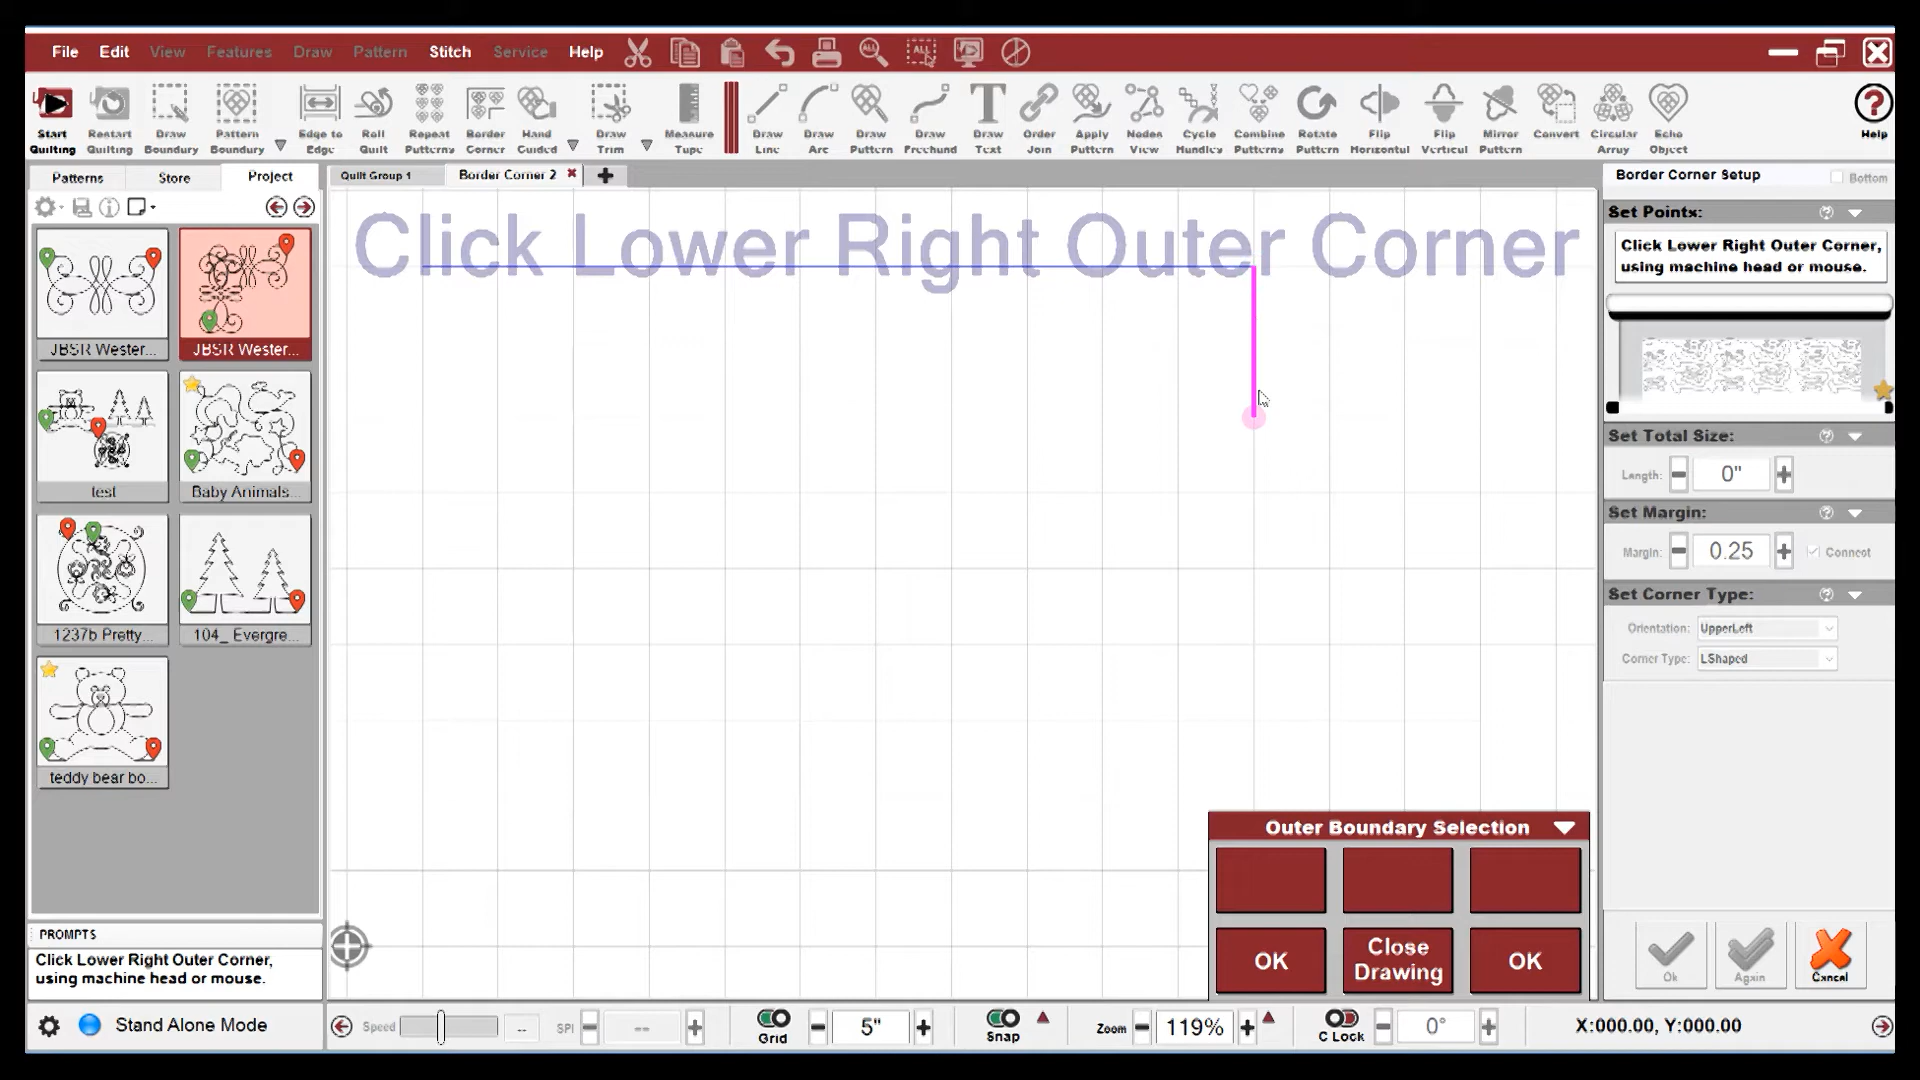 File Edit View Features Draw Pattern Stitch Service Help
ALL ALL
Start Quilting
Restart Quilting
Draw Boundary
Pattern Boundary
Edge to Edge
Roll Quilt
Repeat Patterns
Border Corner
Hand Guided
Draw Trim
Measure Tape
Draw Line
Draw Arc
Draw Pattern
Draw Freehand
Draw Text
Order Join
Apply Pattern
Nodes View
Cycle Handles
Combine Patterns
Rotate Pattern
Flip Horizontal
Flip Vertical
Mirror Pattern
Convert
Circular Array
Echo Object
Help
Patterns Store Project
Quilt Group 1 Border Corner 2
Border Corner Setup Bottom
Click Lower Right Outer Corner
Set Points:
Click Lower Right Outer Corner,
using machine head or mouse.
JBSR Wester... JBSR Wester...
test Baby Animals...
1237b Pretty... 104_ Evergre...
teddy bear bo...
Set Total Size:
Length: 0"
Set Margin:
Margin: 0.25 Connect
Set Corner Type:
Orientation: UpperLeft
Corner Type: LShaped
Outer Boundary Selection
OK Close Drawing OK
Ok Again Cancel
PROMPTS
Click Lower Right Outer Corner,
using machine head or mouse.
Stand Alone Mode Speed -- SPI -- Grid 5" Snap Zoom 119% C Lock 0° X:000.00, Y:000.00